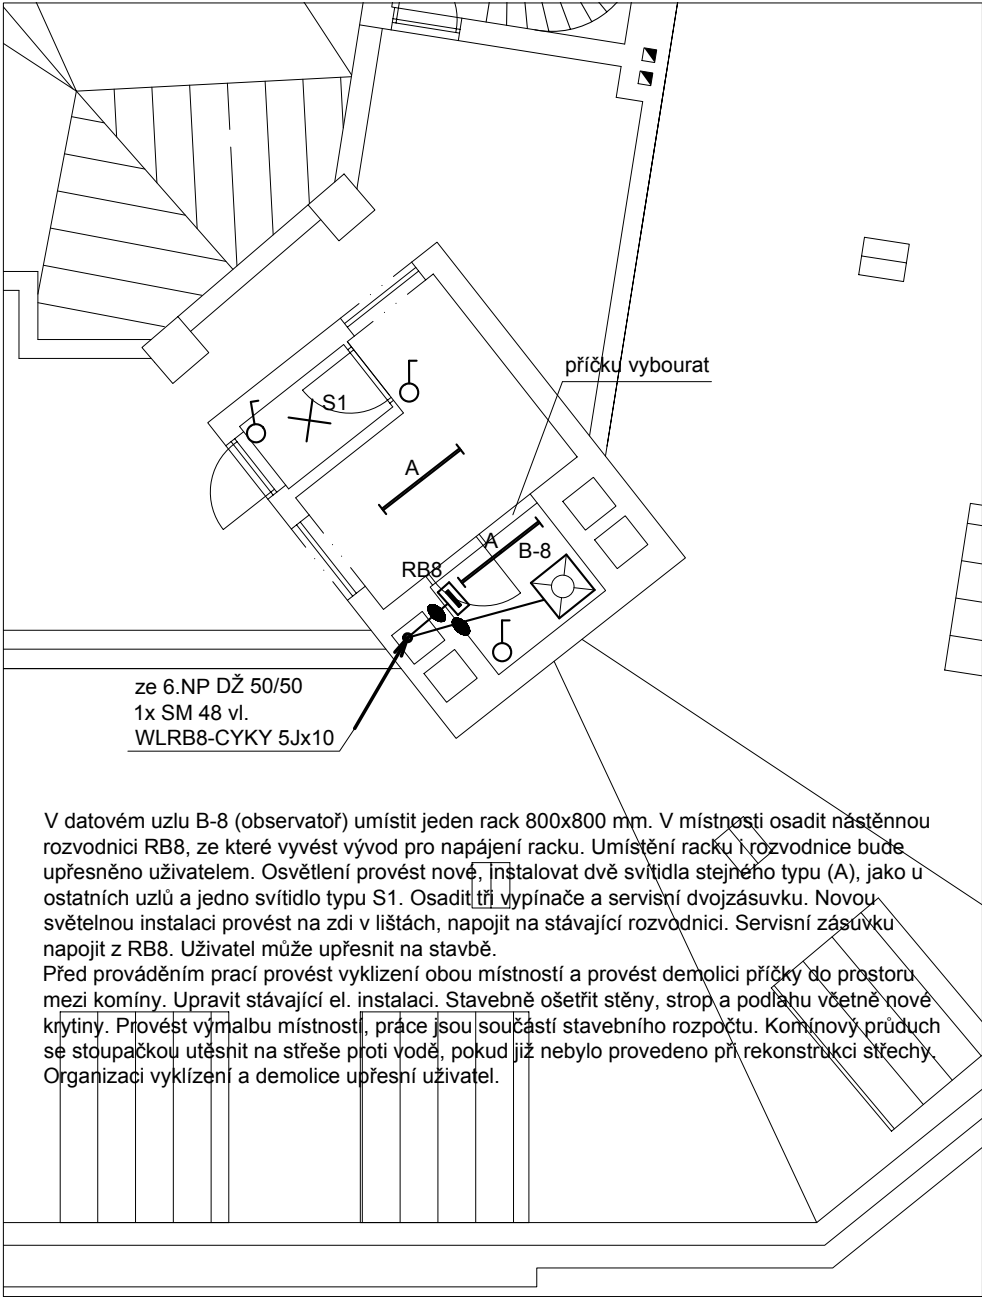 příčku vybourat
S1
A
A
B-8
RB8
ze 6.NP DŽ 50/50
1x SM 48 vl.
WLRB8-CYKY 5Jx10
V datovém uzlu B-8 (observatoř) umístit jeden rack 800x800 mm. V místnosti osadit nástěnnou
rozvodnici RB8, ze které vyvést vývod pro napájení racku. Umístění racku i rozvodnice bude
upřesněno uživatelem. Osvětlení provést nové, instalovat dvě svítidla stejného typu (A), jako u
ostatních uzlů a jedno svítidlo typu S1. Osadit tři vypínače a servisní dvojzásuvku. Novou
světelnou instalaci provést na zdi v lištách, napojit na stávající rozvodnici. Servisní zásuvku
napojit z RB8. Uživatel může upřesnit na stavbě.
Před prováděním prací provést vyklizení obou místností a provést demolici příčky do prostoru
mezi komíny. Upravit stávající el. instalaci. Stavebně ošetřit stěny, strop a podlahu včetně nové
krytiny. Provést výmalbu místností, práce jsou součástí stavebního rozpočtu. Komínový průduch
se stoupačkou utěsnit na střeše proti vodě, pokud již nebylo provedeno při rekonstrukci střechy.
Organizaci vyklízení a demolice upřesní uživatel.